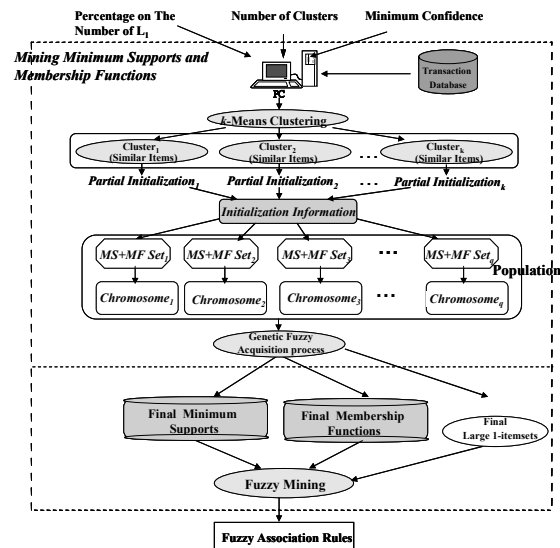 Percentage on The
Number of L1
Number of Clusters
Minimum Confidence
Mining Minimum Supports and
Membership Functions
PC
Transaction
Database
k-Means Clustering
Cluster1
(Similar Items)
Cluster2
(Similar Items)
...
Clusterk
(Similar Items)
Partial Initialization1
Partial Initialization2
...
Partial Initializationk
Initialization Information
MS+MF Set1
MS+MF Set2
MS+MF Set3
...
MS+MF Setq
Population
Chromosome1
Chromosome2
Chromosome3
...
Chromosomeq
Genetic Fuzzy
Acquisition process
Final Minimum
Supports
Final Membership
Functions
Final
Large 1-itemsets
Fuzzy Mining
Fuzzy Association Rules